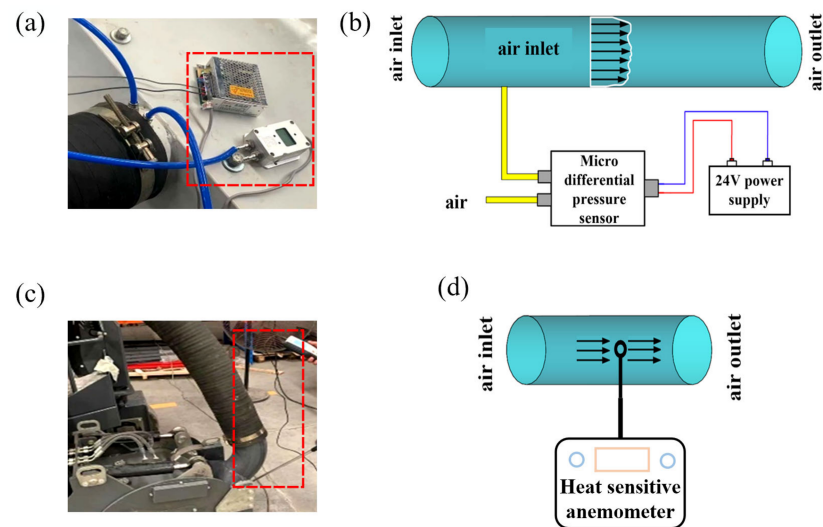 (a)
(b)
air inlet
air inlet
air outlet
Micro
differential
pressure
sensor
24V power
supply
air
(c)
(d)
air inlet
air outlet
Heat sensitive
anemometer